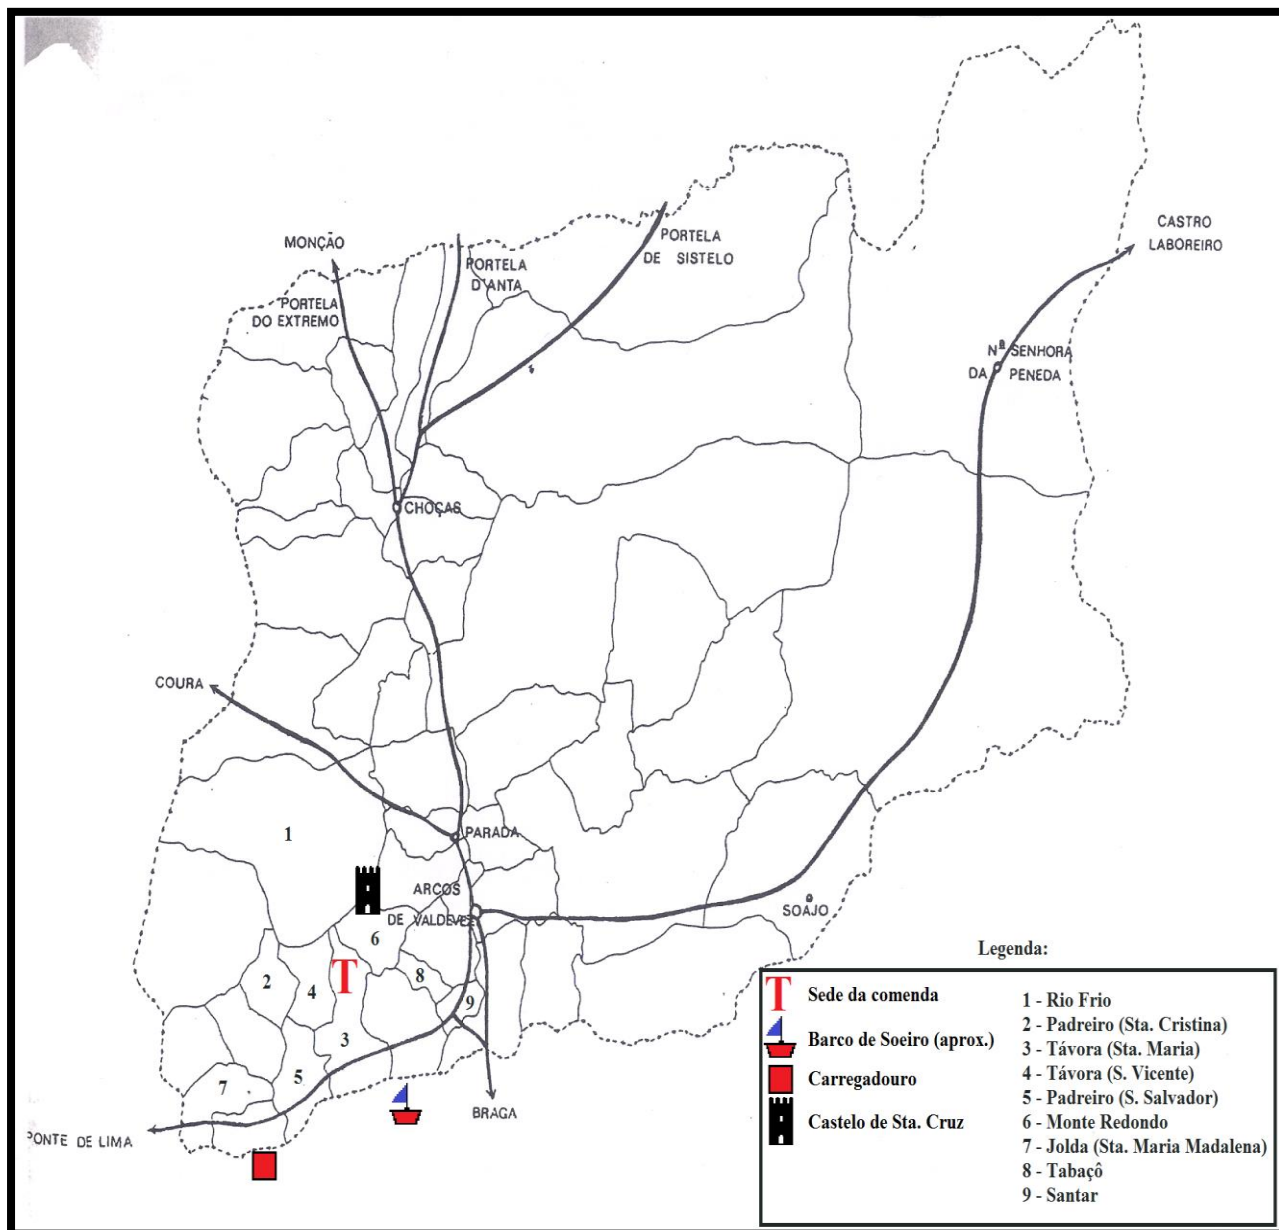 CASTRO
LABOREIRO
MONÇÃO
PORTELA
DE SISTELO
PORTELA
D'ANTA
PORTELA
DO EXTREMO
Nª SENHORA
DA PENEDA
CHOÇAS
COURA
1
PARADA
ARCOS
DE VALDEVEZ
SOAJO
6
2
4
8
9
3
5
7
BRAGA
PONTE DE LIMA
Legenda:
T
T Sede da comenda
Barco de Soeiro (aprox.)
Carregadouro
Castelo de Sta. Cruz
1 - Rio Frio
2 - Padreiro (Sta. Cristina)
3 - Távora (Sta. Maria)
4 - Távora (S. Vicente)
5 - Padreiro (S. Salvador)
6 - Monte Redondo
7 - Jolda (Sta. Maria Madalena)
8 - Tabaçô
9 - Santar